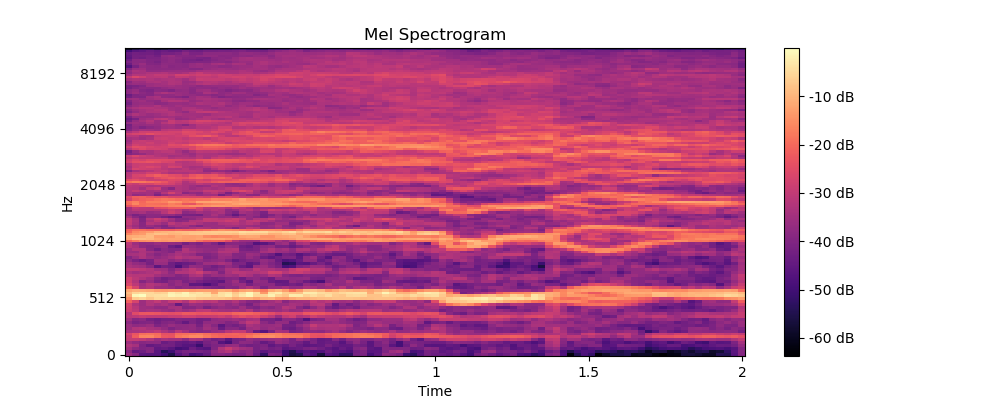 Mel Spectrogram
8192
4096
2048
1024
512
0
Hz
0
0.5
1
1.5
2
Time
-10 dB
-20 dB
-30 dB
-40 dB
-50 dB
-60 dB